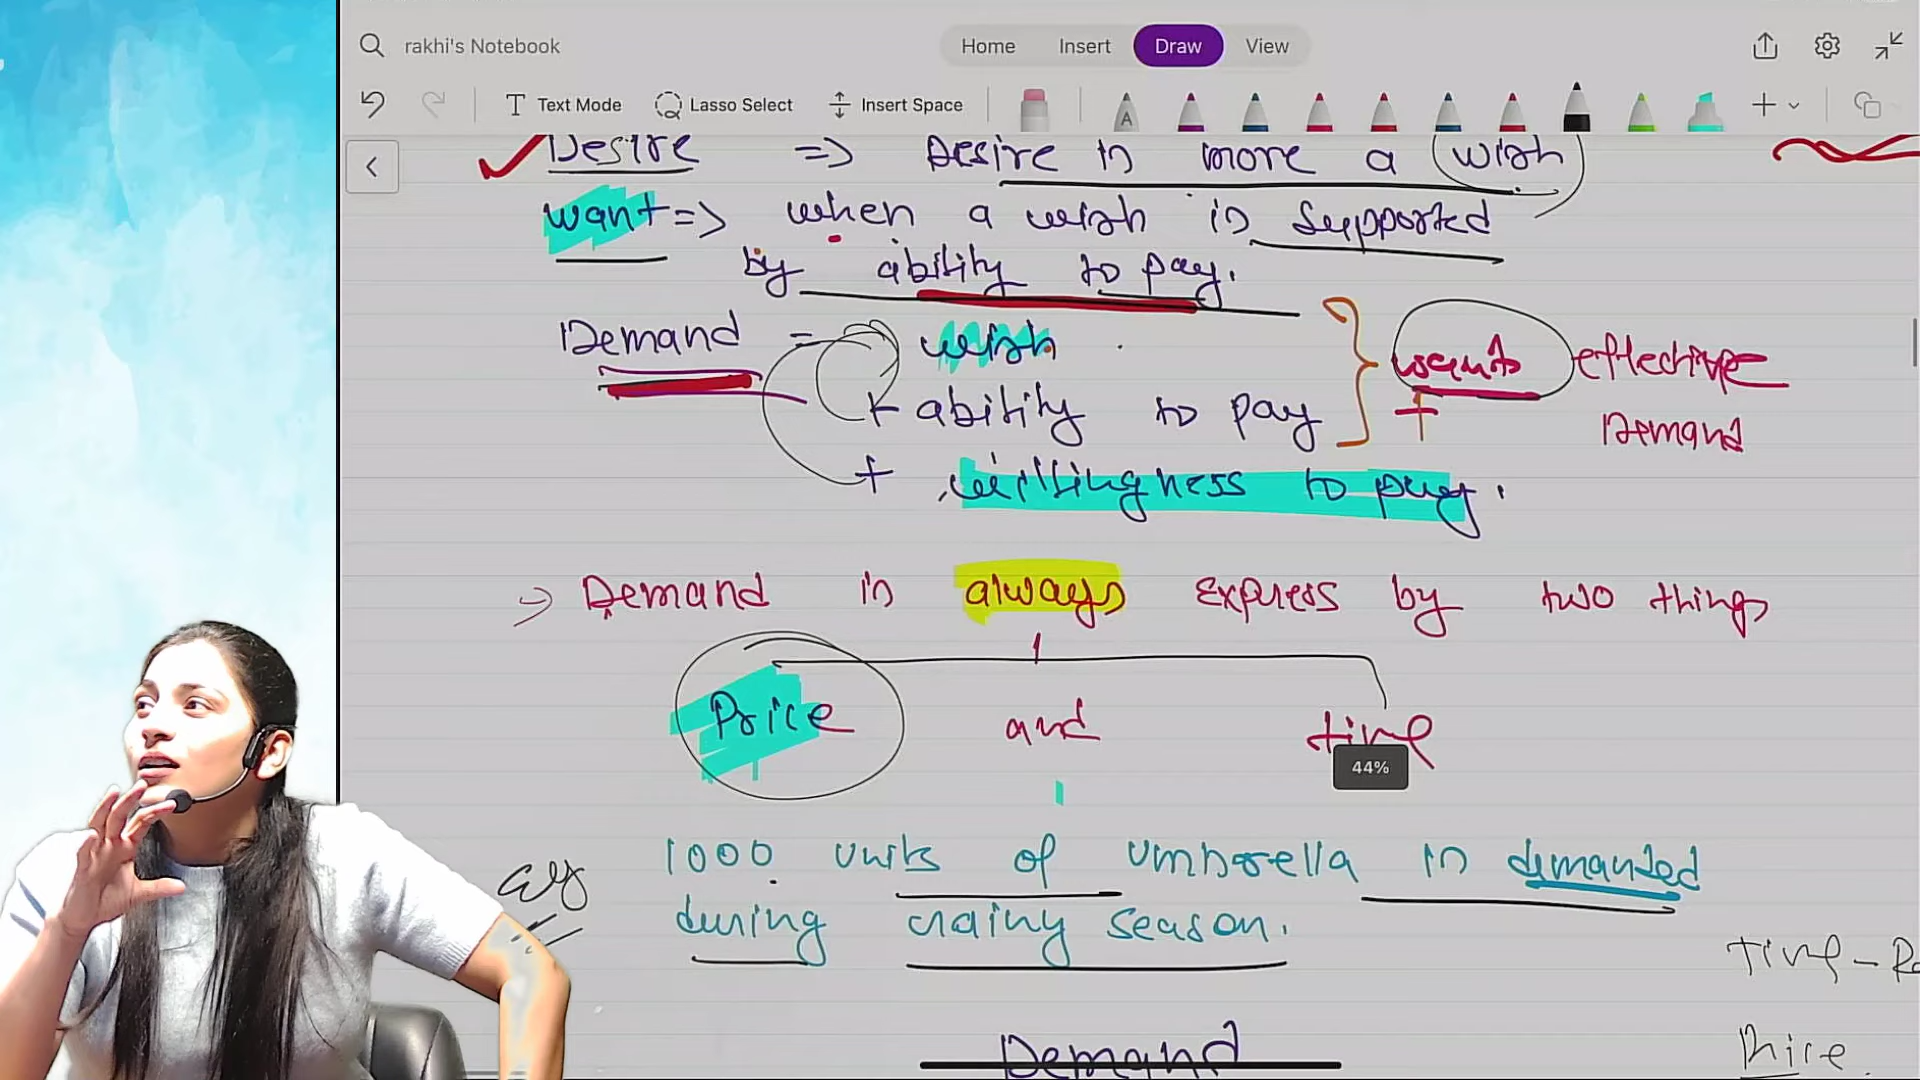 rakhi's Notebook
Home Insert Draw View
Text Mode Lasso Select Insert Space
A
Desire => Desire is more a wish
want => when a wish is supported
by ability to pay.
Demand = wish
+ ability to pay
+ willingness to pay.
wants effective
+ Demand
=> Demand is always express by two things
Price and time
44%
1000 units of umbrella is demanded
during rainy season.
Time - Ra
Demand
Price